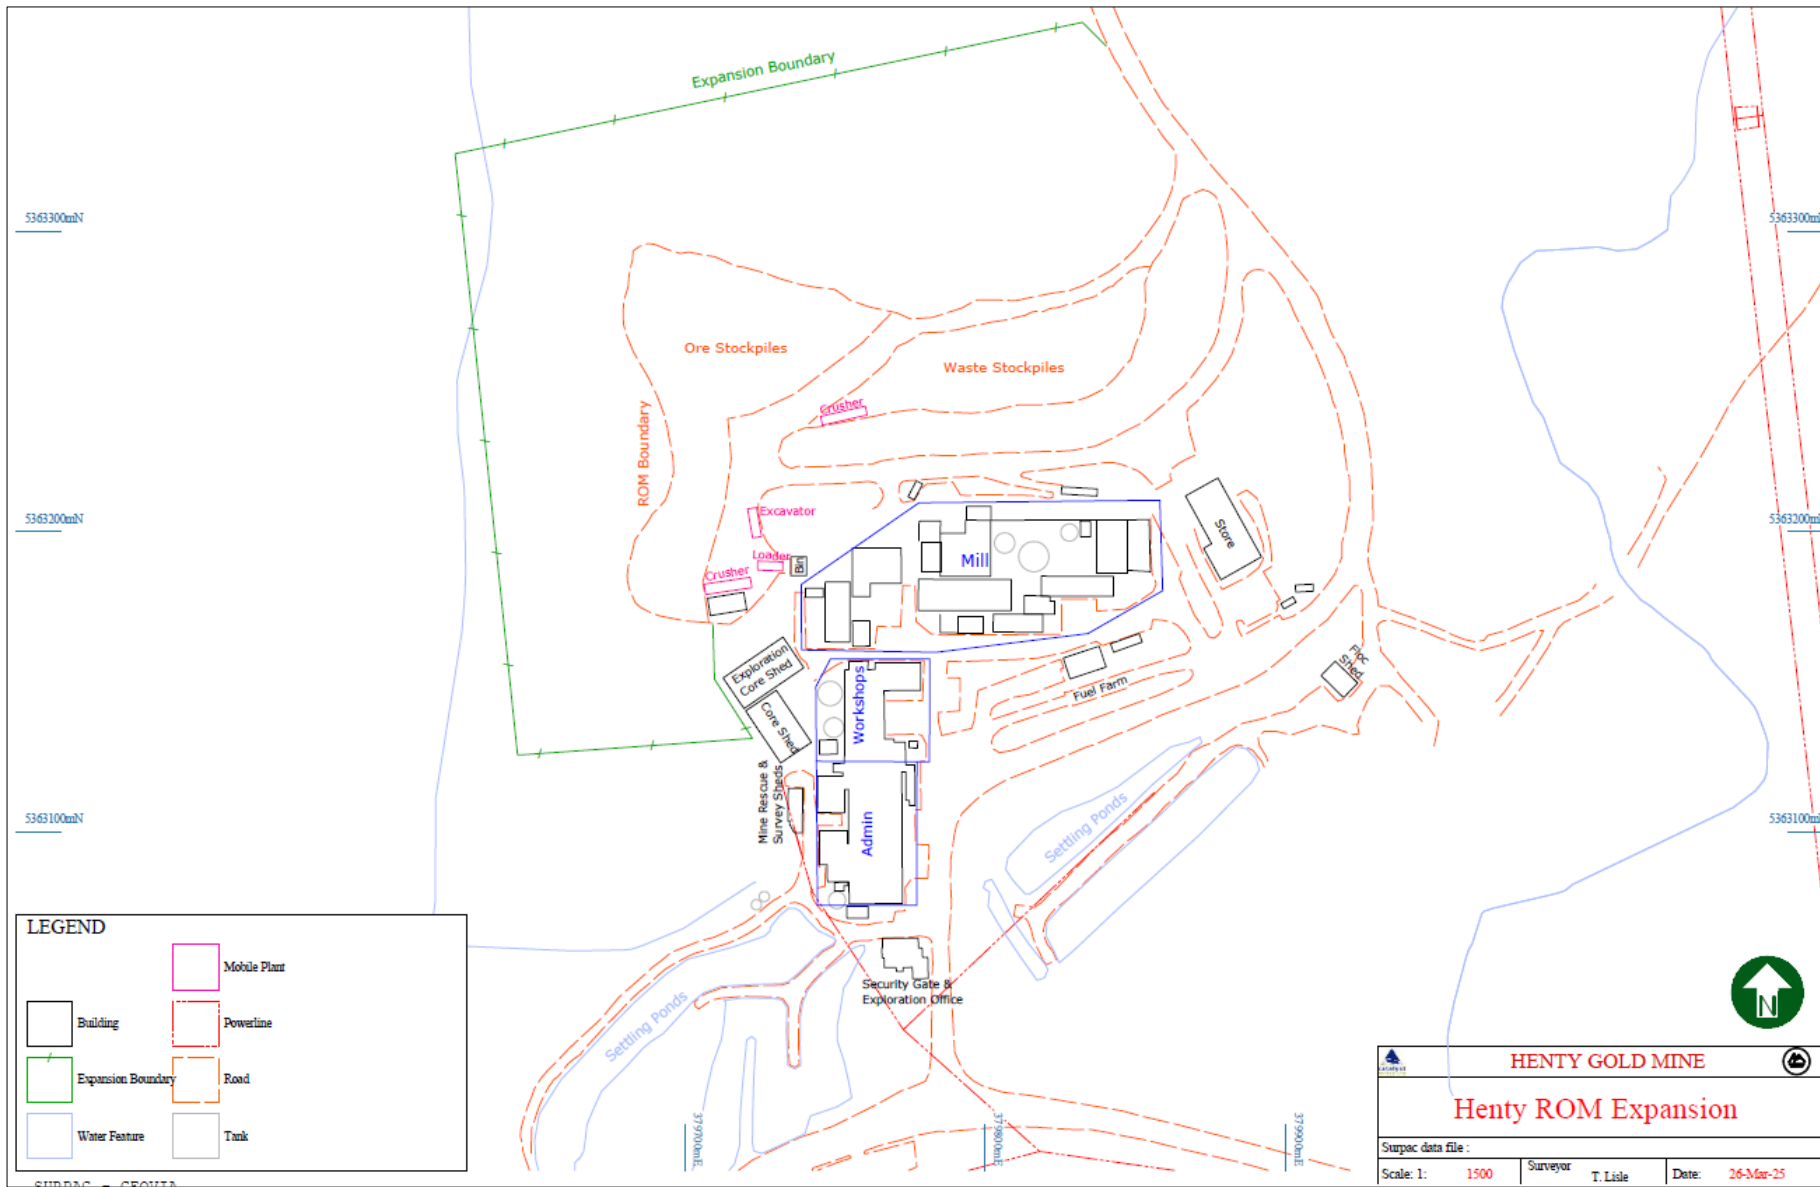 Expansion Boundary
5363300mN
5363300mN
Ore Stockpiles
Waste Stockpiles
Crusher
ROM Boundary
Excavator
5363200mN
5363200mN
Store
Loader
Bin
Mill
Crusher
Exploration
Core Shed
Floc
Shed
Workshops
Fuel Farm
Core Shed
Mine Rescue &
Survey Sheds
5363100mN
5363100mN
Settling Ponds
Admin
LEGEND
Mobile Plant
Building
Powerline
Expansion Boundary
Road
Water Feature
Tank
Security Gate &
Exploration Office
Settling Ponds
379700mE
379800mE
379900mE
N
HENTY GOLD MINE
Henty ROM Expansion
Surpac data file :
Scale: 1: 1500
Surveyor T. Lisle
Date: 26-Mar-25